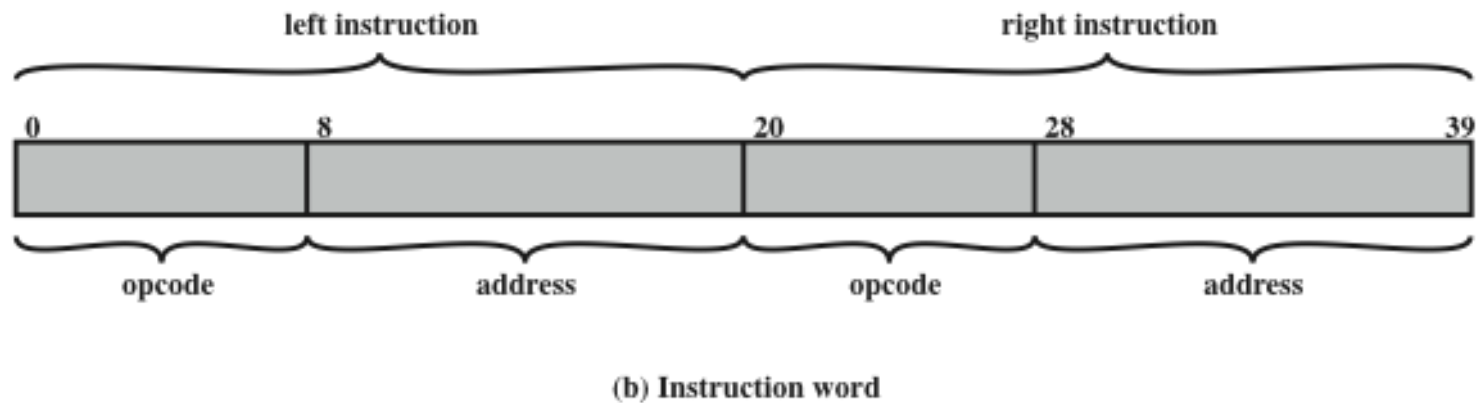 left instruction right instruction
0 8 20 28 39
opcode address opcode address
(b) Instruction word